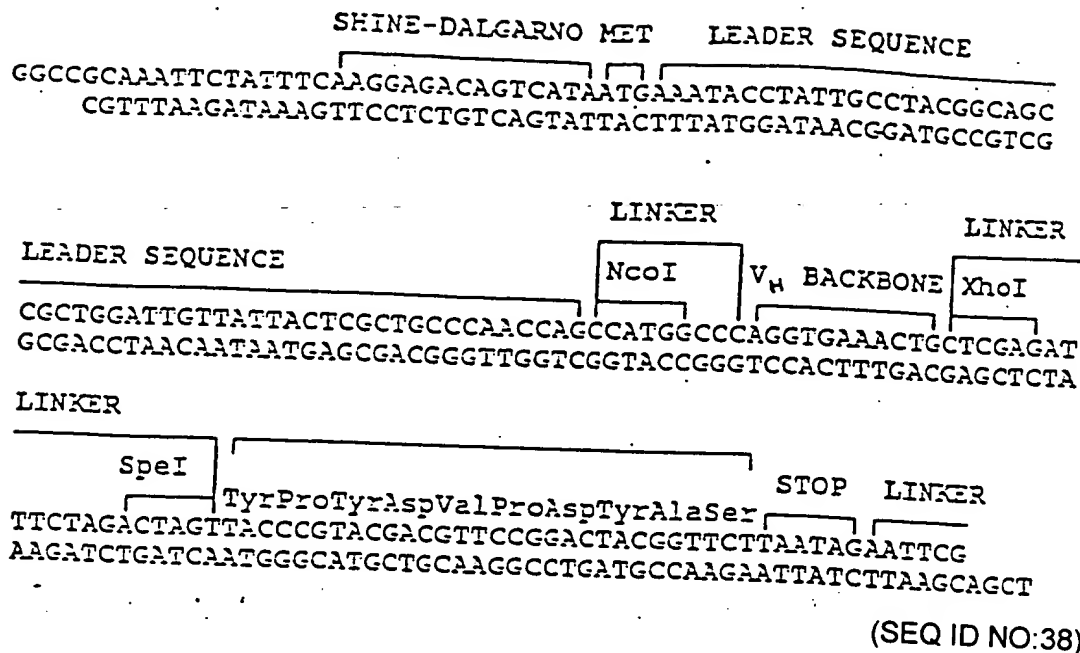 SHINE-DALGARNO MET LEADER SEQUENCE
GGCCGCAAATTCTATTTCAAGGAGACAGTCATAATGAAATACCTATTGCCTACGGCAGC
CGTTTAAGATAAAGTTCCTCTGTCAGTATTACTTTATGGATAACGGATGCCGTCG
LINKER LINKER
LEADER SEQUENCE NcoI VH BACKBONE XhoI
CGCTGGATTGTTATTACTCGCTGCCCAACCAGCCATGGCCCAGGTGAAACTGCTCGAGAT
GCGACCTAACAATAATGAGCGACGGGTTGGTCGGTACCGGGTCCACTTTGACGAGCTCTA
LINKER
SpeI STOP LINKER
TyrProTyrAspValProAspTyrAlaSer
TTCTAGACTAGTTACCCGTACGACGTTCCGGACTACGGTTCTTAATAGAATTCG
AAGATCTGATCAATGGGCATGCTGCAAGGCCTGATGCCAAGAATTATCTTAAGCAGCT
(SEQ ID NO:38)